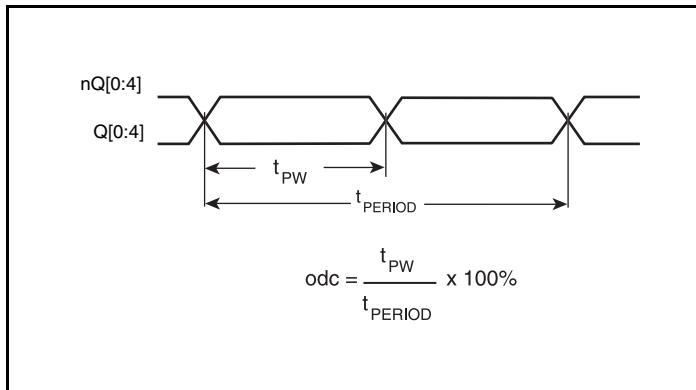 nQ[0:4]
Q[0:4]
tPW
tPERIOD
odc = tPW / tPERIOD x 100%